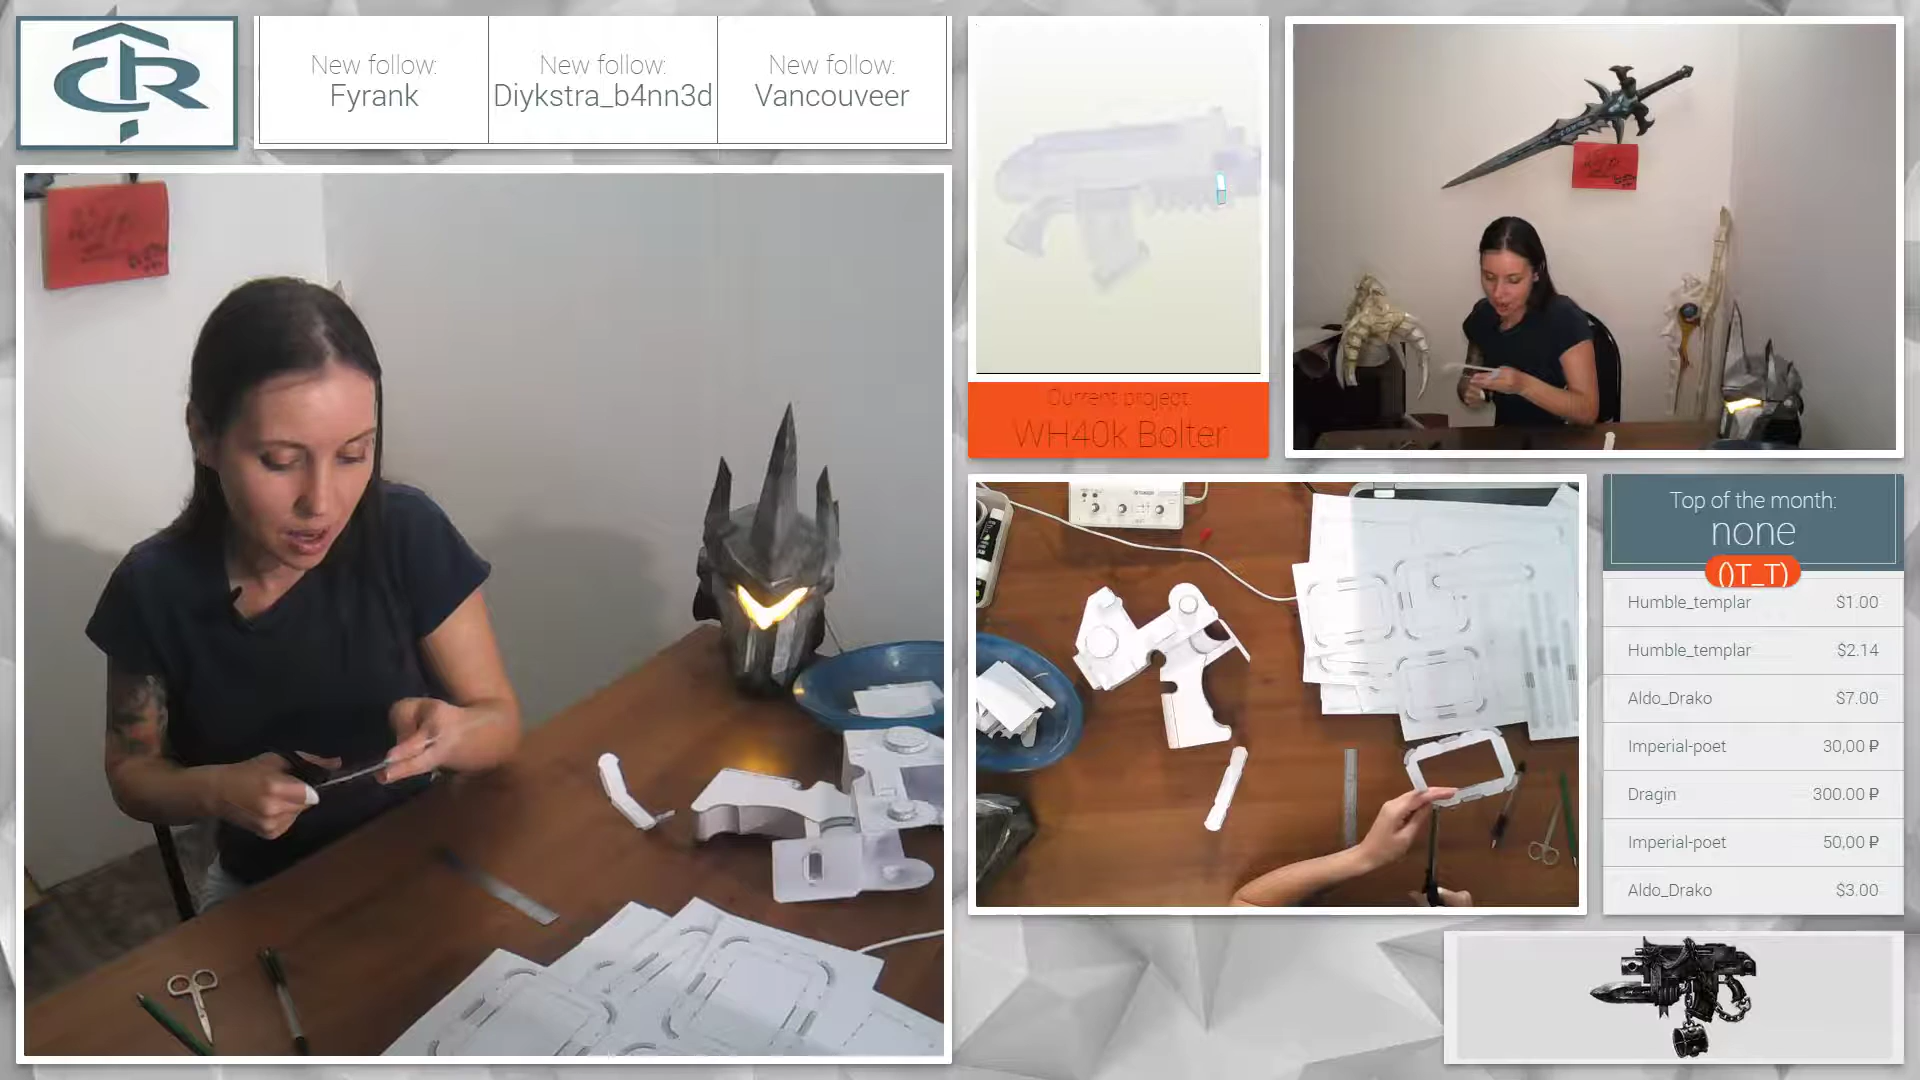 CR
New follow:
Fyrank
New follow:
Diykstra_b4nn3d
New follow:
Vancouveer
Current project:
WH40k Bolter
Top of the month:
none
()T_T)
Humble_templar $1.00
Humble_templar $2.14
Aldo_Drako $7.00
Imperial-poet 30,00 ₽
Dragin 300.00 ₽
Imperial-poet 50,00 ₽
Aldo_Drako $3.00